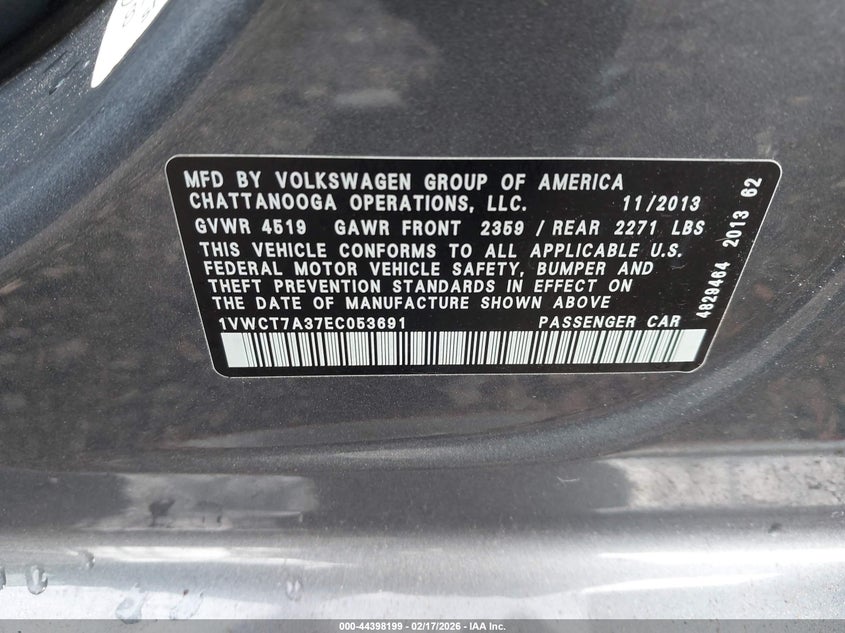 MFD BY VOLKSWAGEN GROUP OF AMERICA
CHATTANOOGA OPERATIONS, LLC. 11/2013
GVWR 4519 GAWR FRONT 2359 / REAR 2271 LBS
THIS VEHICLE CONFORMS TO ALL APPLICABLE U.S.
FEDERAL MOTOR VEHICLE SAFETY, BUMPER AND
THEFT PREVENTION STANDARDS IN EFFECT ON
THE DATE OF MANUFACTURE SHOWN ABOVE
1VWCT7A37EC053691 PASSENGER CAR
4829464 2013 62
000-44398199 - 02/17/2026 - IAA Inc.